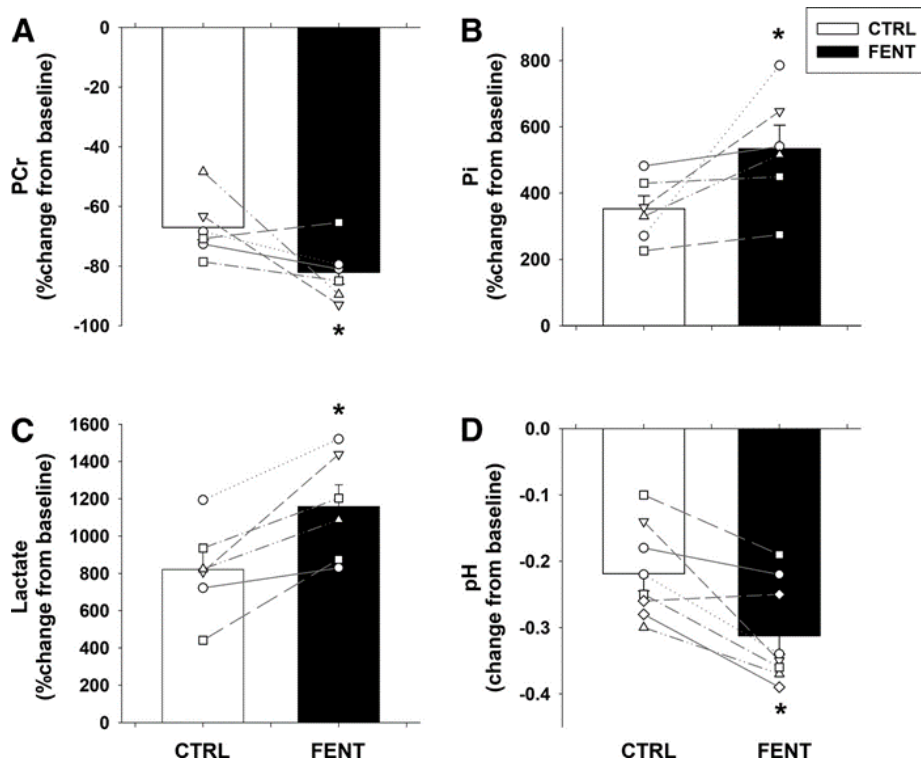 A
0
-20
-40
-60
-80
-100
PCr
(%change from baseline)
*
B
800
600
400
200
0
Pi
(%change from baseline)
*
CTRL
FENT
C
1600
1400
1200
1000
800
600
400
200
0
Lactate
(%change from baseline)
*
CTRL
FENT
D
0.0
-0.1
-0.2
-0.3
-0.4
pH
(change from baseline)
*
CTRL
FENT